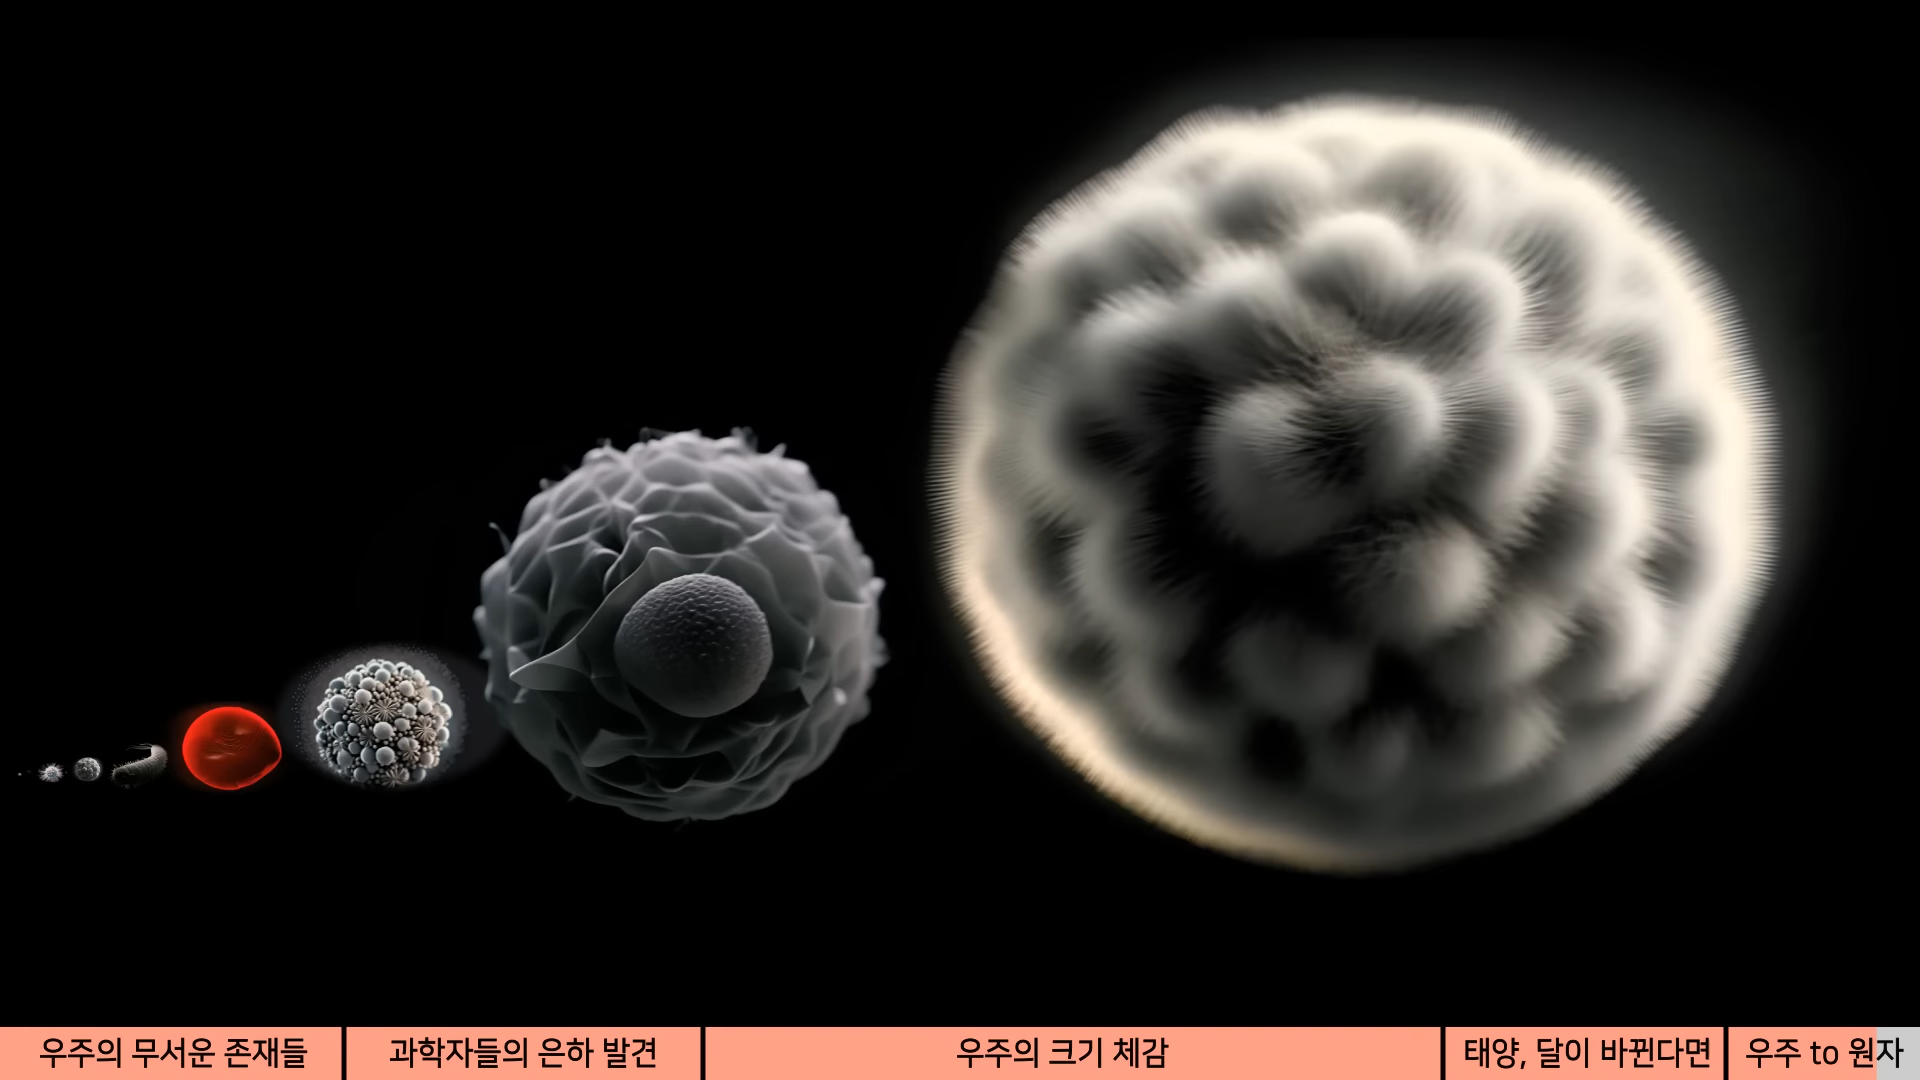 우주의 무서운 존재들
과학자들의 은하 발견
우주의 크기 체감
태양, 달이 바뀐다면
우주 to 원자